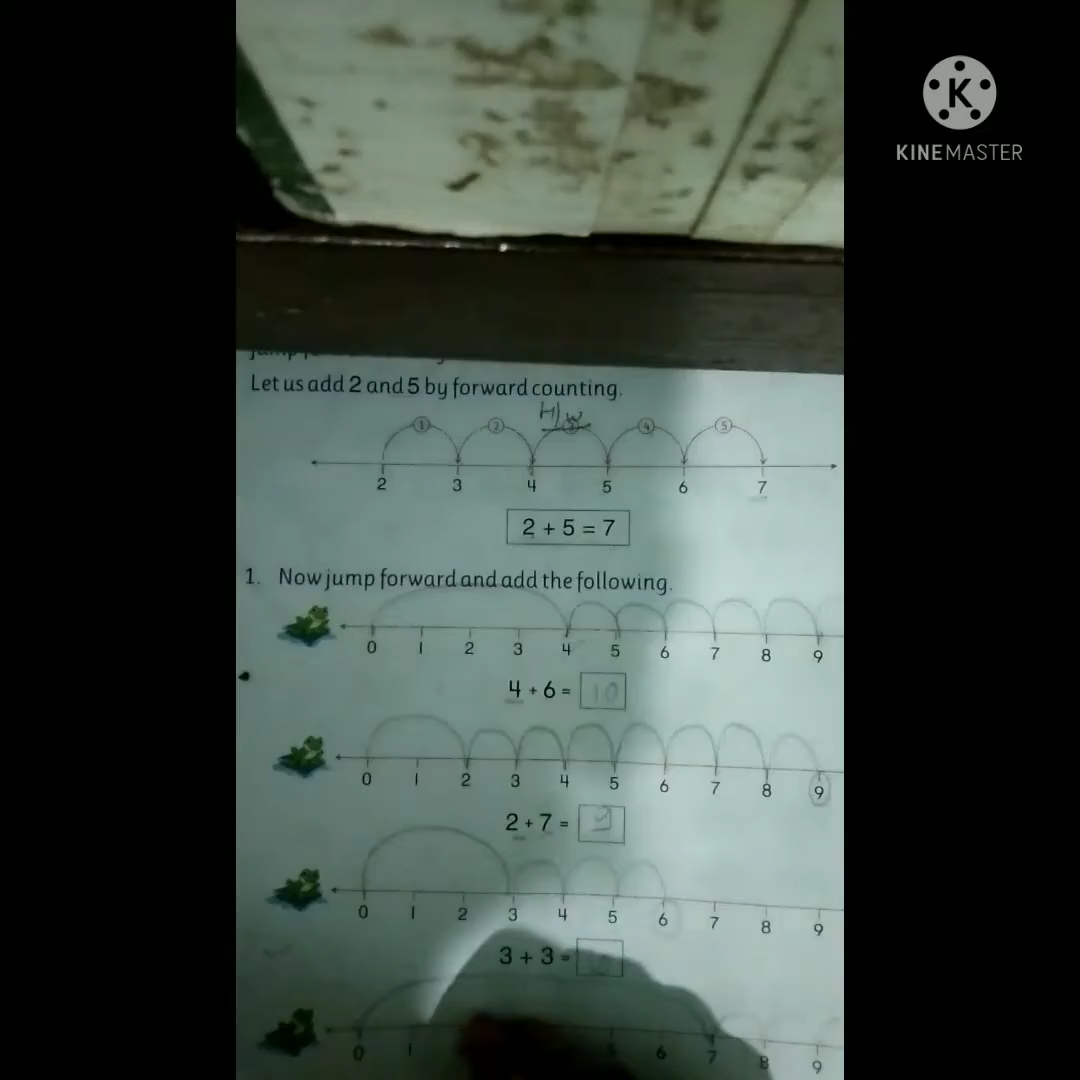 K
KINEMASTER
Let us add 2 and 5 by forward counting.
H/w
1 2 3 4 5
2 3 4 5 6 7
2 + 5 = 7
1. Now jump forward and add the following.
0 1 2 3 4 5 6 7 8 9
4 + 6 = 10
0 1 2 3 4 5 6 7 8 9
2 + 7 = 9
0 1 2 3 4 5 6 7 8 9
3 + 3 =
0 1 5 6 7 8 9